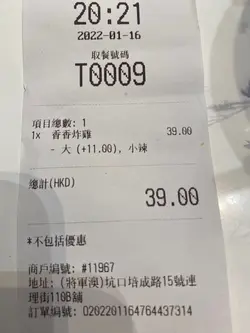 20:21
2022-01-16
取餐號碼
T0009
項目總數: 1
1x 香香炸雞 39.00
- 大 (+11.00), 小辣
總計(HKD)
39.00
*不包括優惠
商戶編號: #11967
地址: (將軍澳)坑口培成路15號連
理街110B舖
訂單編號: 0202201164764437314